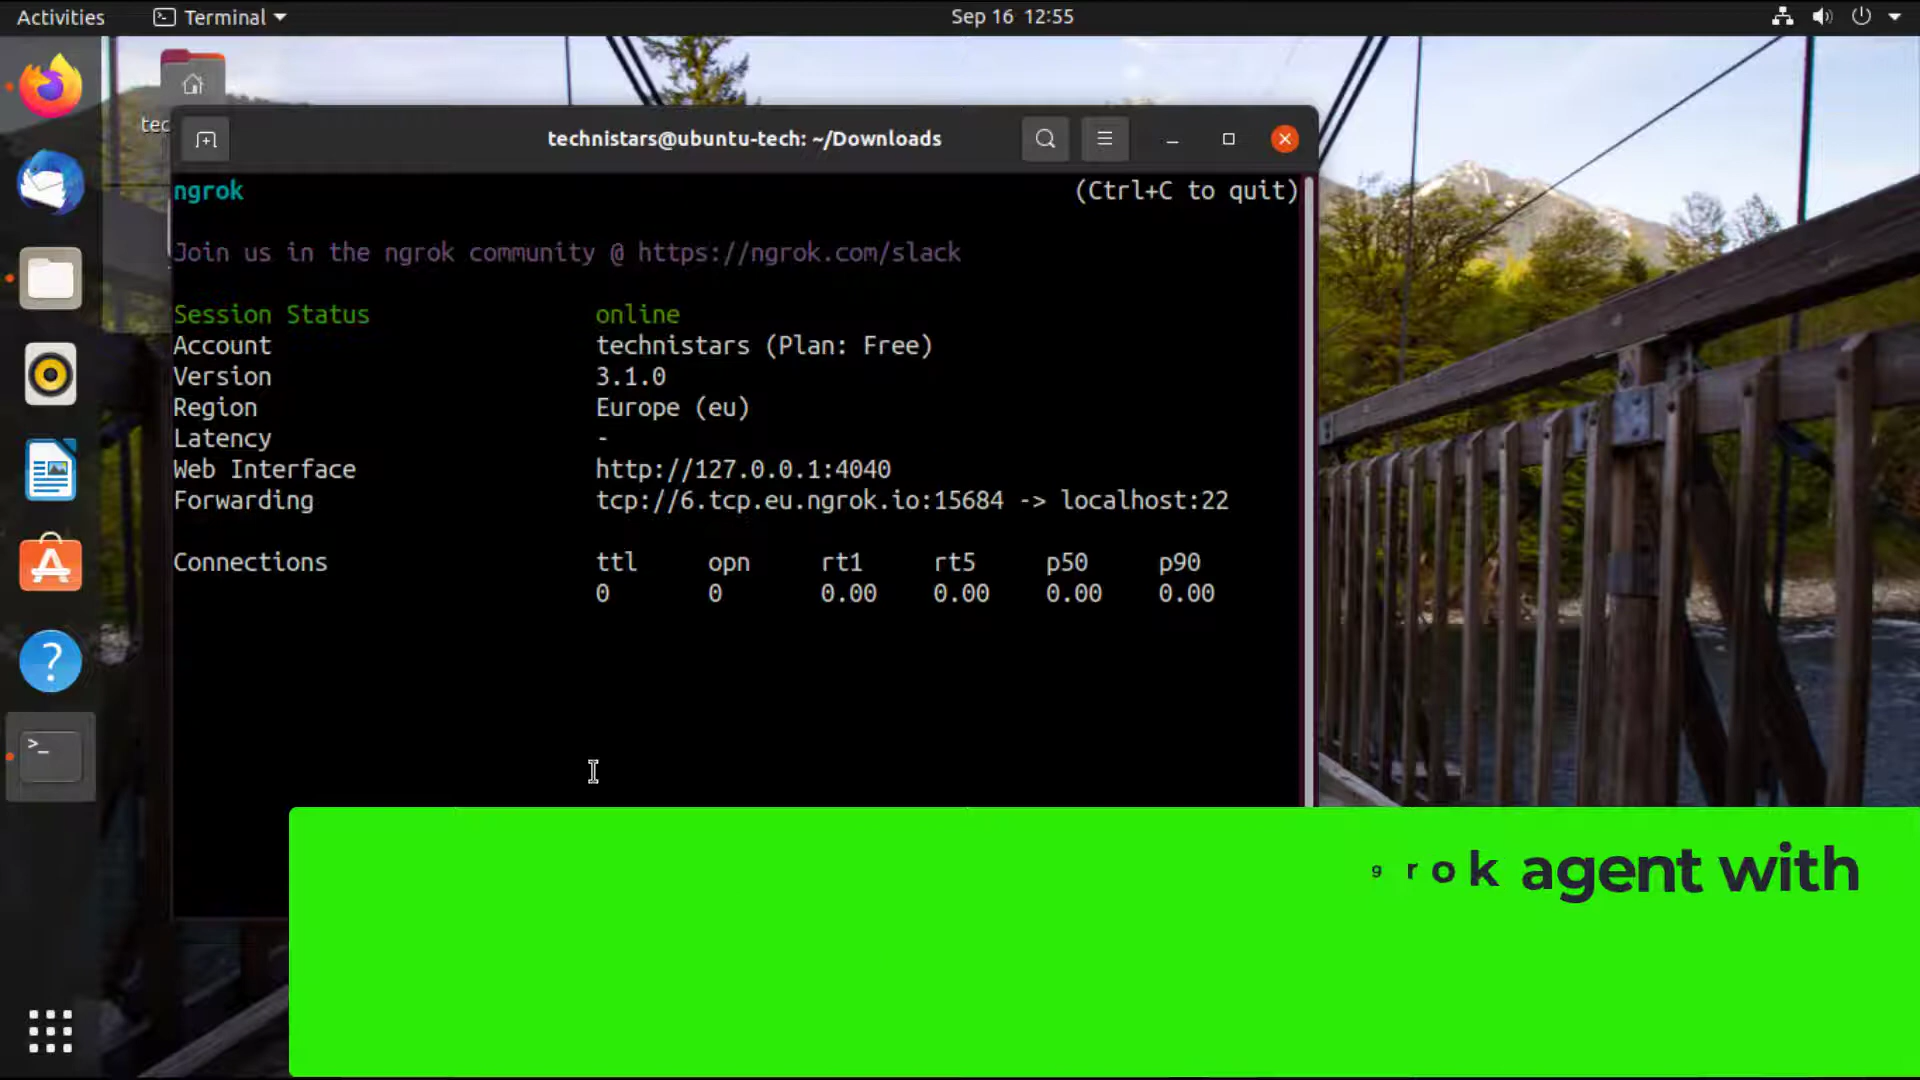 Activities
Terminal
Sep 16 12:55
tec
technistars@ubuntu-tech: ~/Downloads
ngrok
(Ctrl+C to quit)
Join us in the ngrok community @ https://ngrok.com/slack
Session Status online
Account technistars (Plan: Free)
Version 3.1.0
Region Europe (eu)
Latency -
Web Interface http://127.0.0.1:4040
Forwarding tcp://6.tcp.eu.ngrok.io:15684 -> localhost:22
Connections ttl opn rt1 rt5 p50 p90
0 0 0.00 0.00 0.00 0.00
grok agent with